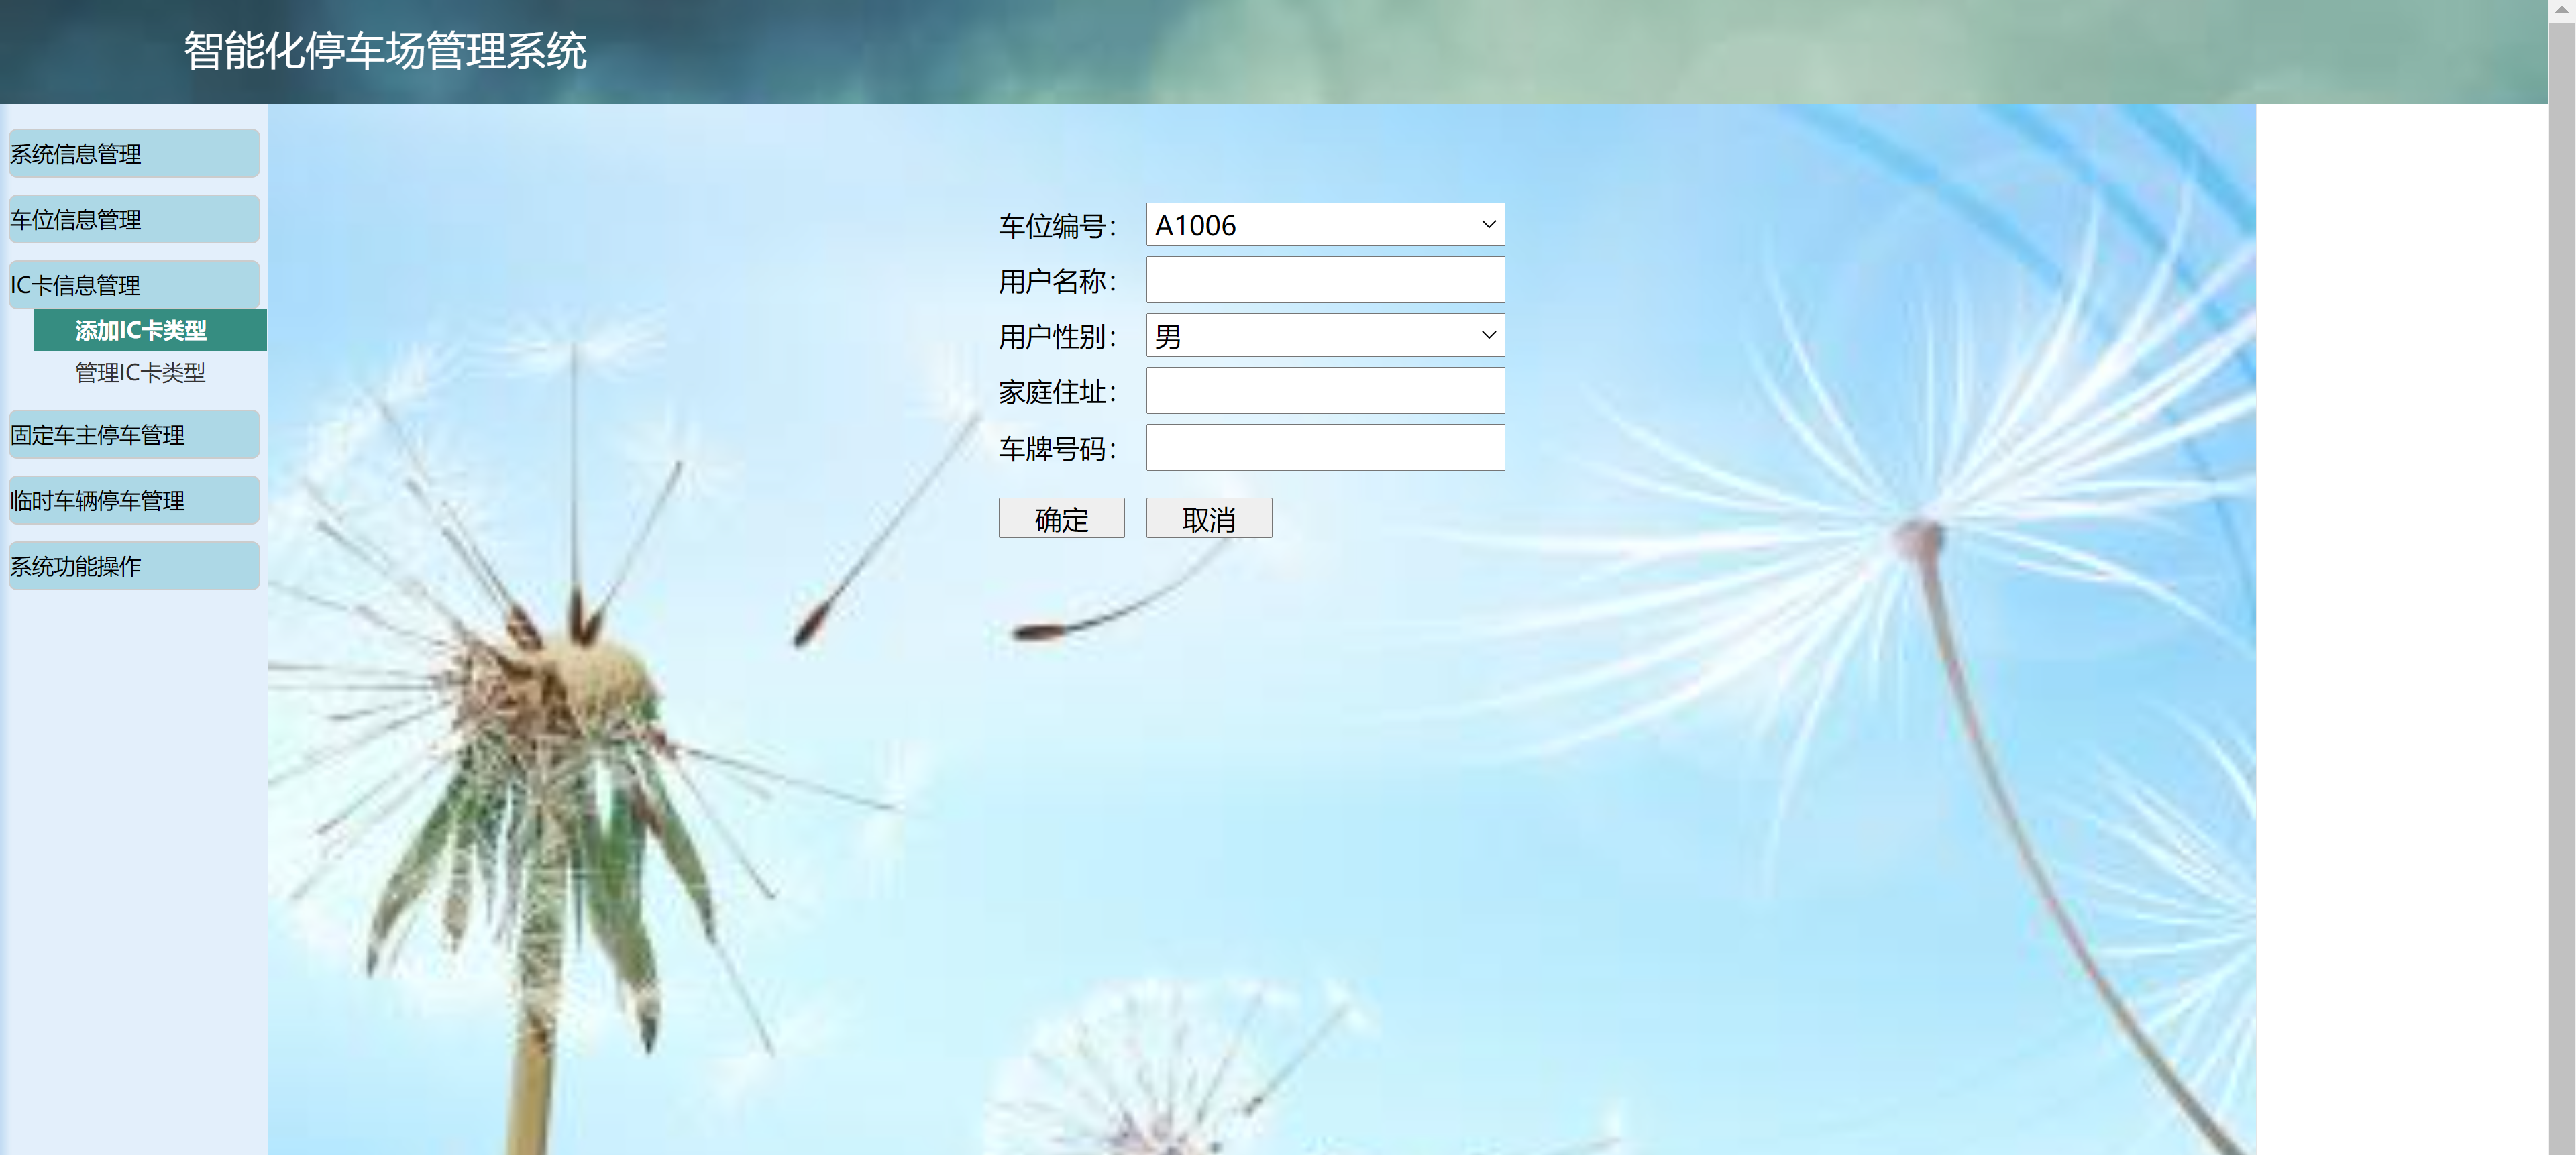 智能化停车场管理系统
系统信息管理
车位信息管理
IC卡信息管理
添加IC卡类型
管理IC卡类型
固定车主停车管理
临时车辆停车管理
系统功能操作
车位编号： A1006
用户名称：
用户性别： 男
家庭住址：
车牌号码：
确定 取消